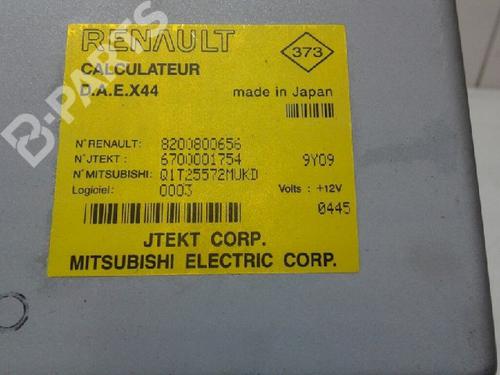 RENAULT
373
CALCULATEUR
D.A.E.X44
made in Japan
N°RENAULT: 8200800656
N°JTEKT : 6700001754 9Y09
N°MITSUBISHI: Q1T25572MUKD
Logiciel: 0003 Volts : +12V
0445
JTEKT CORP.
MITSUBISHI ELECTRIC CORP.
B-PARTS